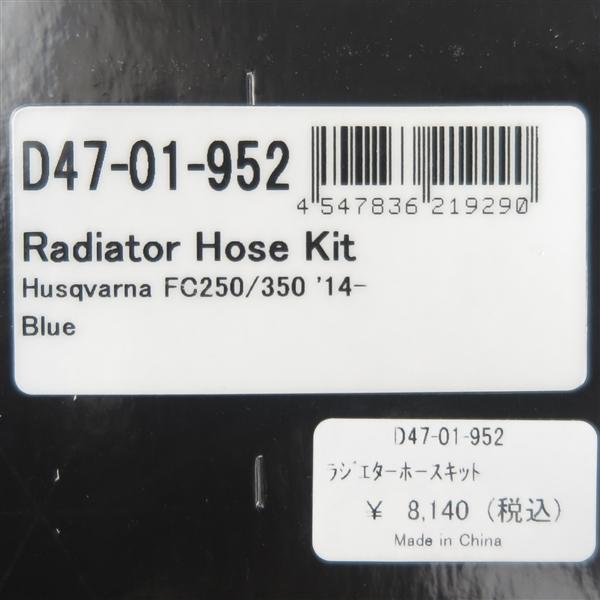 D47-01-952
4 547836 219290
Radiator Hose Kit
Husqvarna FC250/350 '14-
Blue
D47-01-952
ﾗｼﾞｴﾀｰﾎｰｽｷｯﾄ
¥ 8,140 (税込)
Made in China